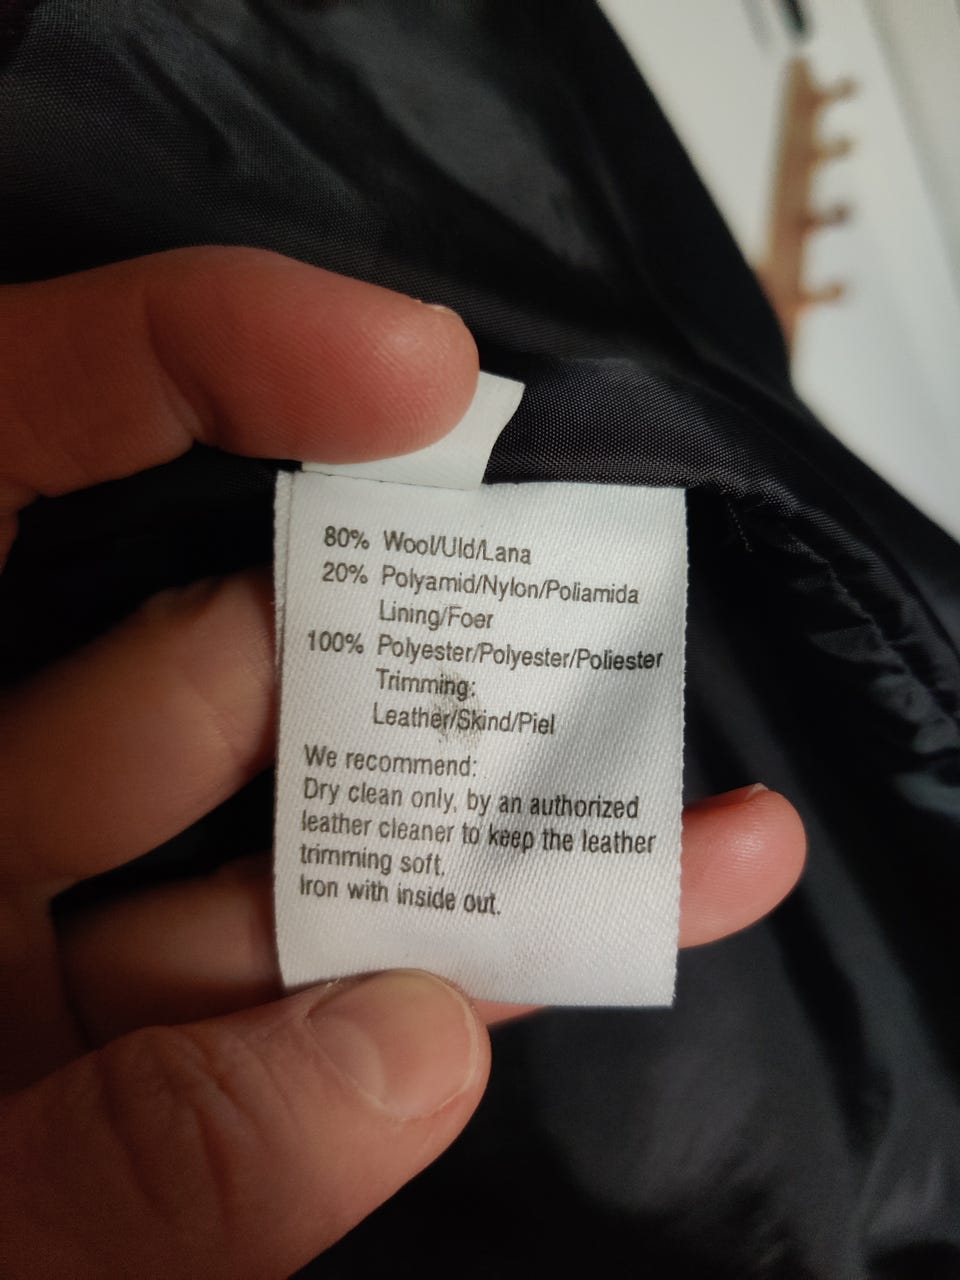 80% Wool/Uld/Lana
20% Polyamid/Nylon/Poliamida
Lining/Foer
100% Polyester/Polyester/Poliester
Trimming:
Leather/Skind/Piel
We recommend:
Dry clean only, by an authorized
leather cleaner to keep the leather
trimming soft.
Iron with inside out.